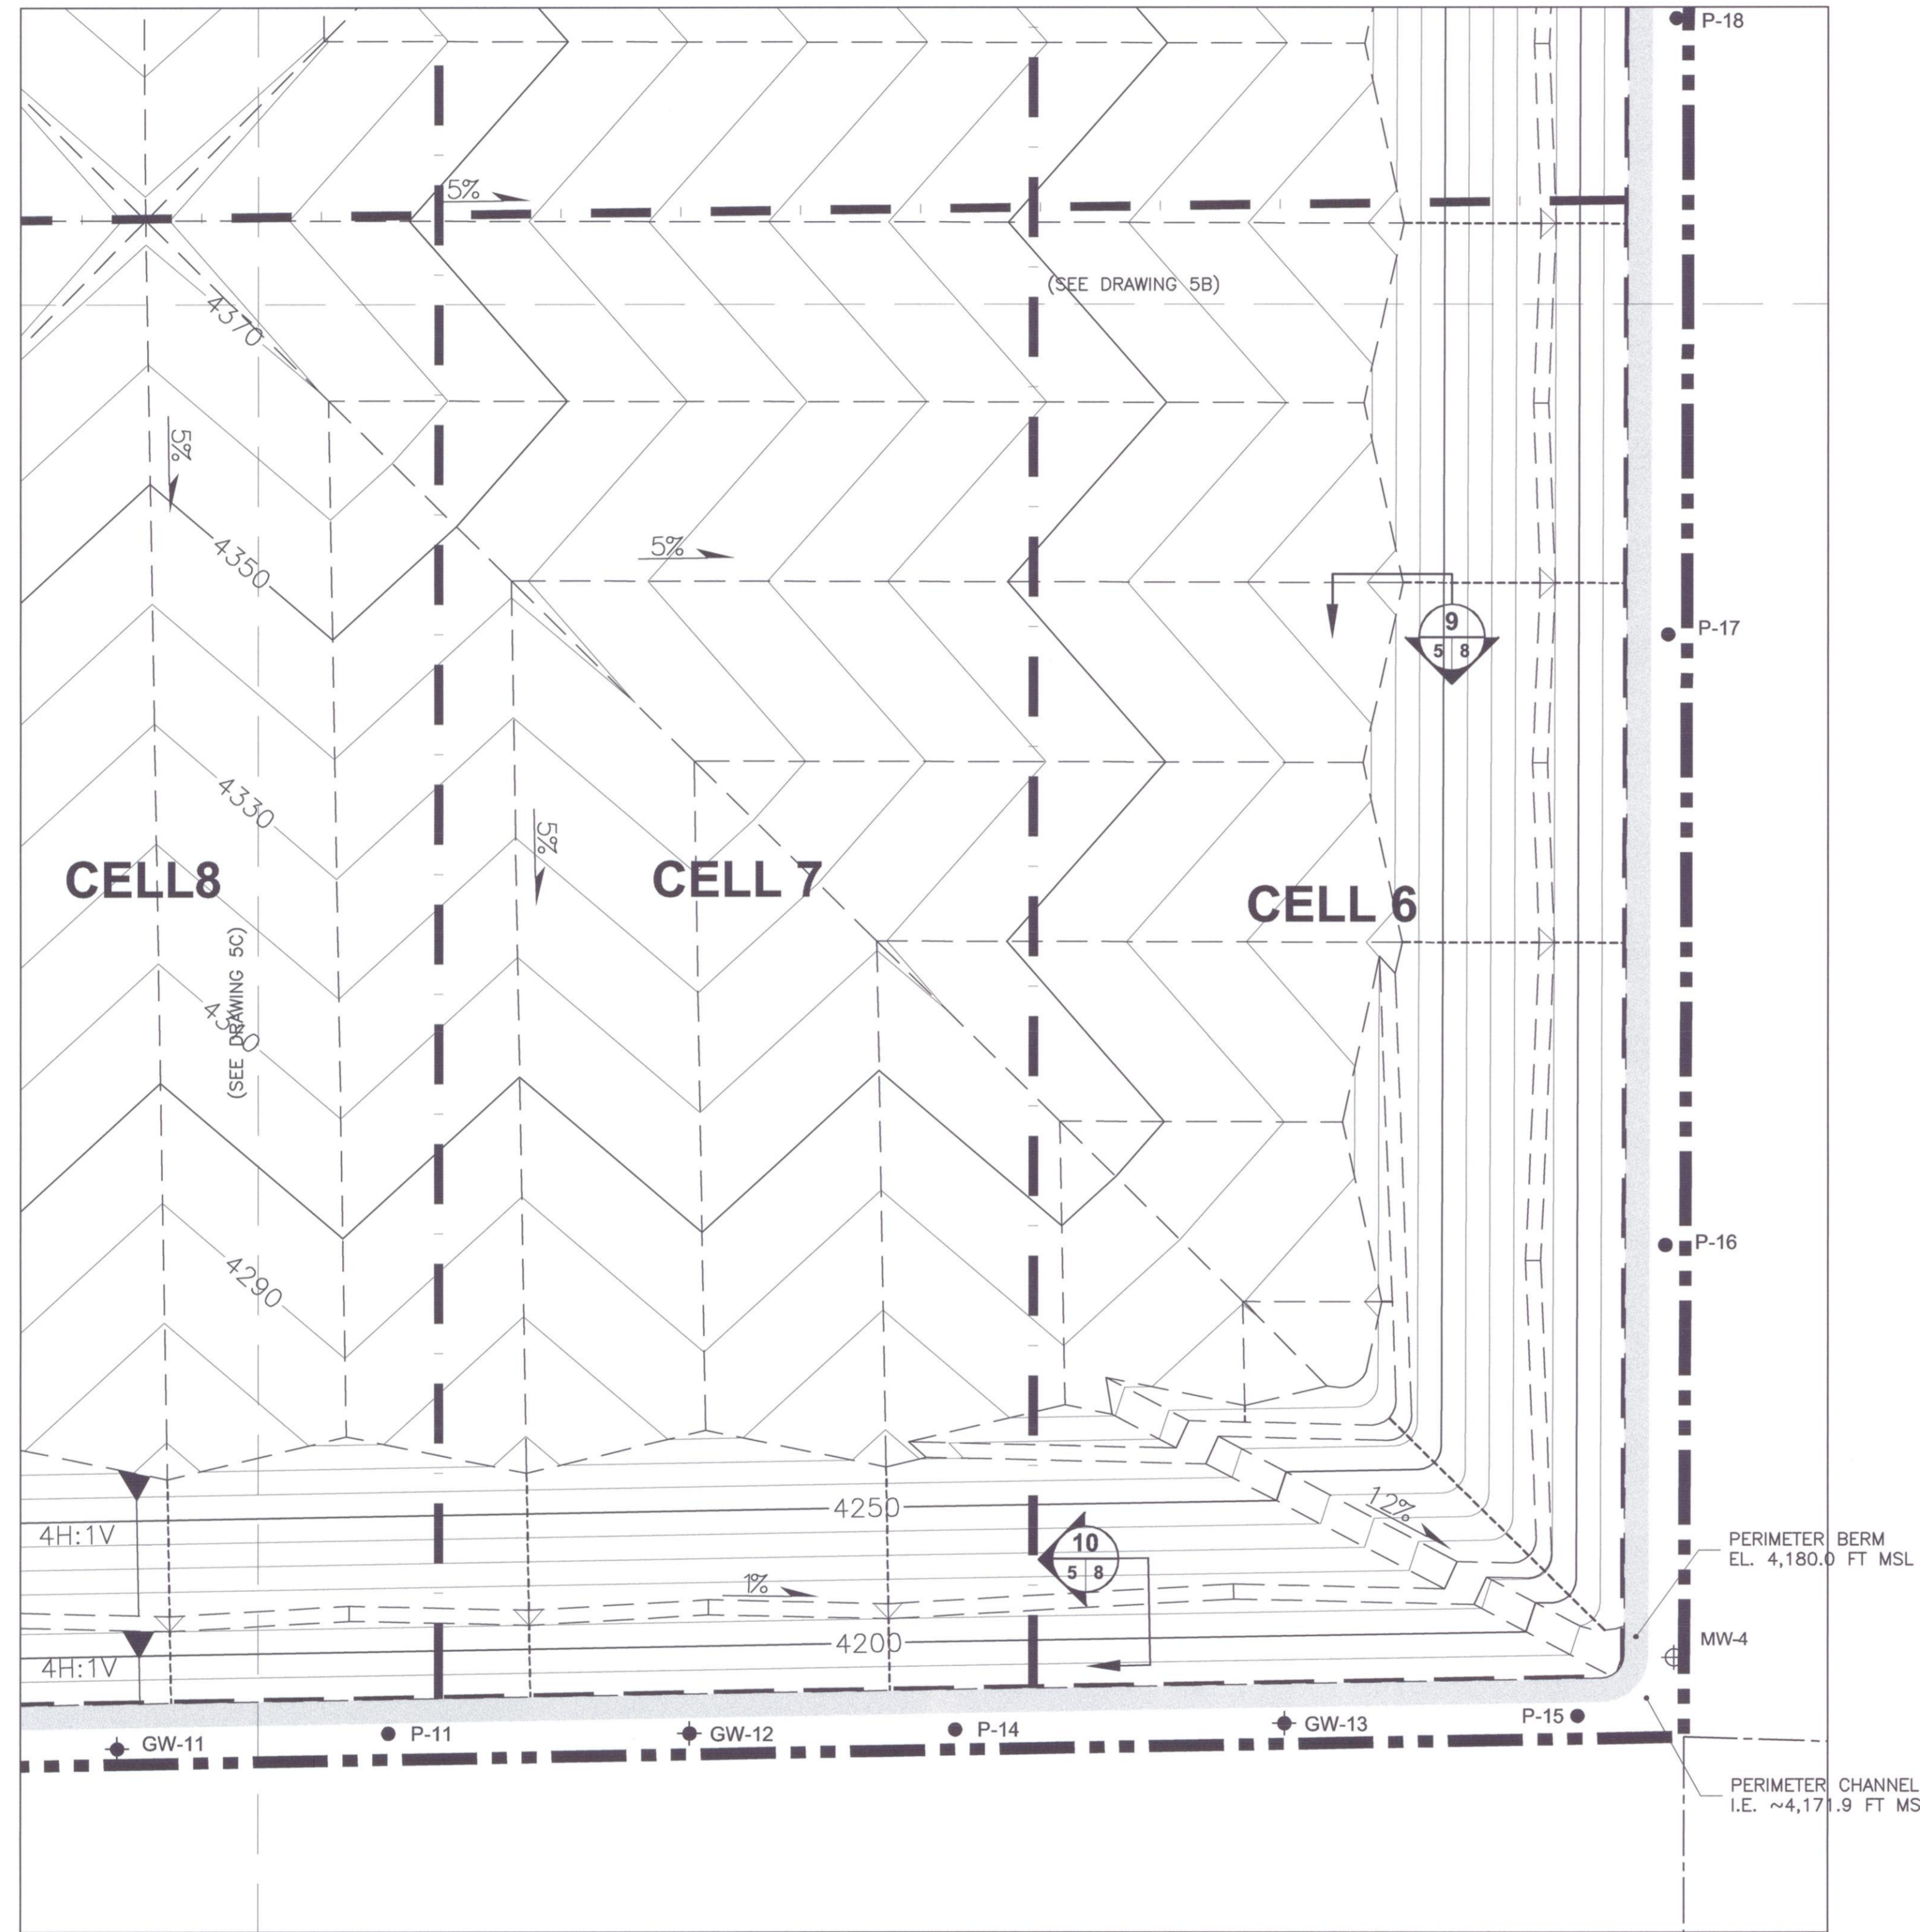 P-18
5%
(SEE DRAWING 5B)
4370
5%
4350
5%
9
5 8
P-17
4330
5%
CELL8
CELL 7
CELL 6
(SEE DRAWING 5C)
P-16
4290
4250
12%
4H:1V
10
5 8
PERIMETER BERM
EL. 4,180.0 FT MSL
1%
4200
4H:1V
MW-4
GW-11
P-11
GW-12
P-14
GW-13
P-15
PERIMETER CHANNEL
I.E. ~4,171.9 FT MS